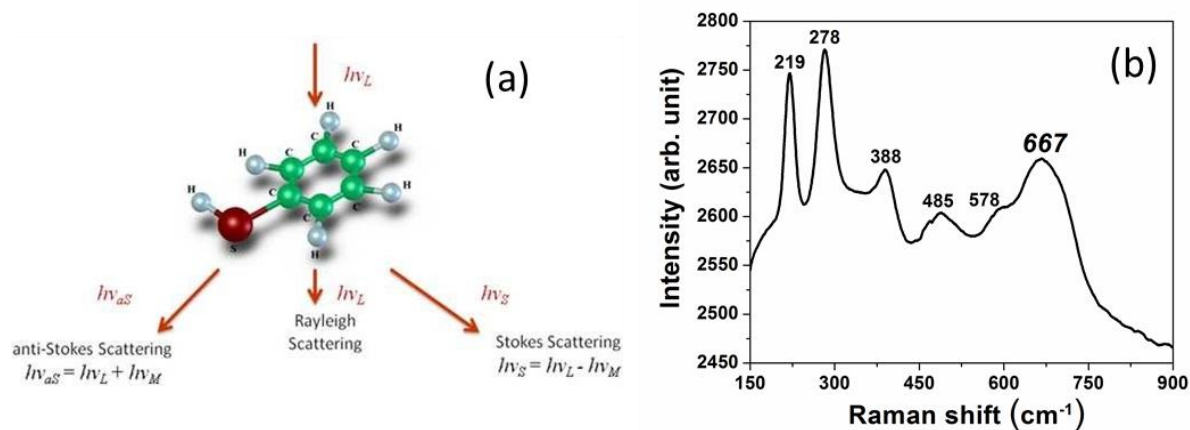 (a)
hν_L
H
C
C
H
H
C
C
H
H
C
C
H
S
H
hν_aS
hν_L
hν_S
anti-Stokes Scattering
hν_aS = hν_L + hν_M
Rayleigh
Scattering
Stokes Scattering
hν_S = hν_L - hν_M
(b)
Intensity (arb. unit)
2800
2750
2700
2650
2600
2550
2500
2450
219
278
388
485
578
667
150
300
450
600
750
900
Raman shift (cm⁻¹)